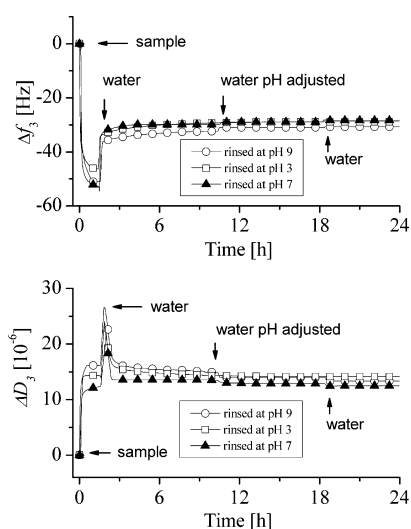 sample
water
water pH adjusted
Δf3 [Hz]
0
-20
-40
-60
rinsed at pH 9
rinsed at pH 3
rinsed at pH 7
water
0 6 12 18 24
Time [h]
30
20
10
0
ΔD3 [10-6]
water
water pH adjusted
rinsed at pH 9
rinsed at pH 3
rinsed at pH 7
water
sample
0 6 12 18 24
Time [h]